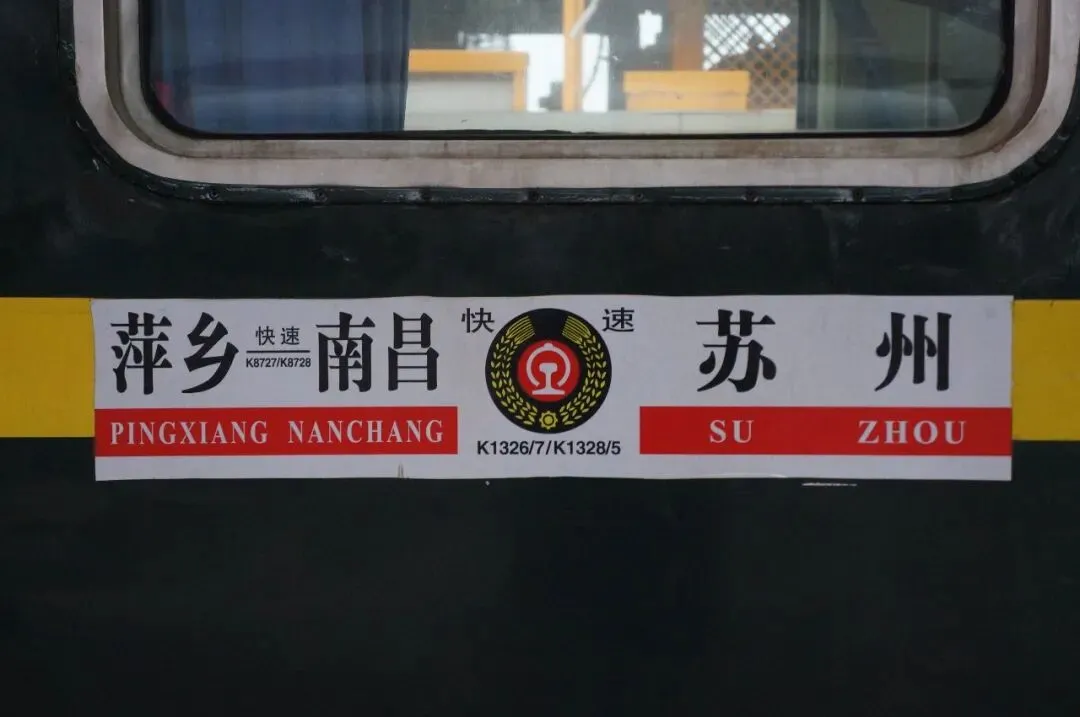 萍乡 快速 南昌 快 速 苏 州
K8727/K8728
PINGXIANG NANCHANG SU ZHOU
K1326/7/K1328/5